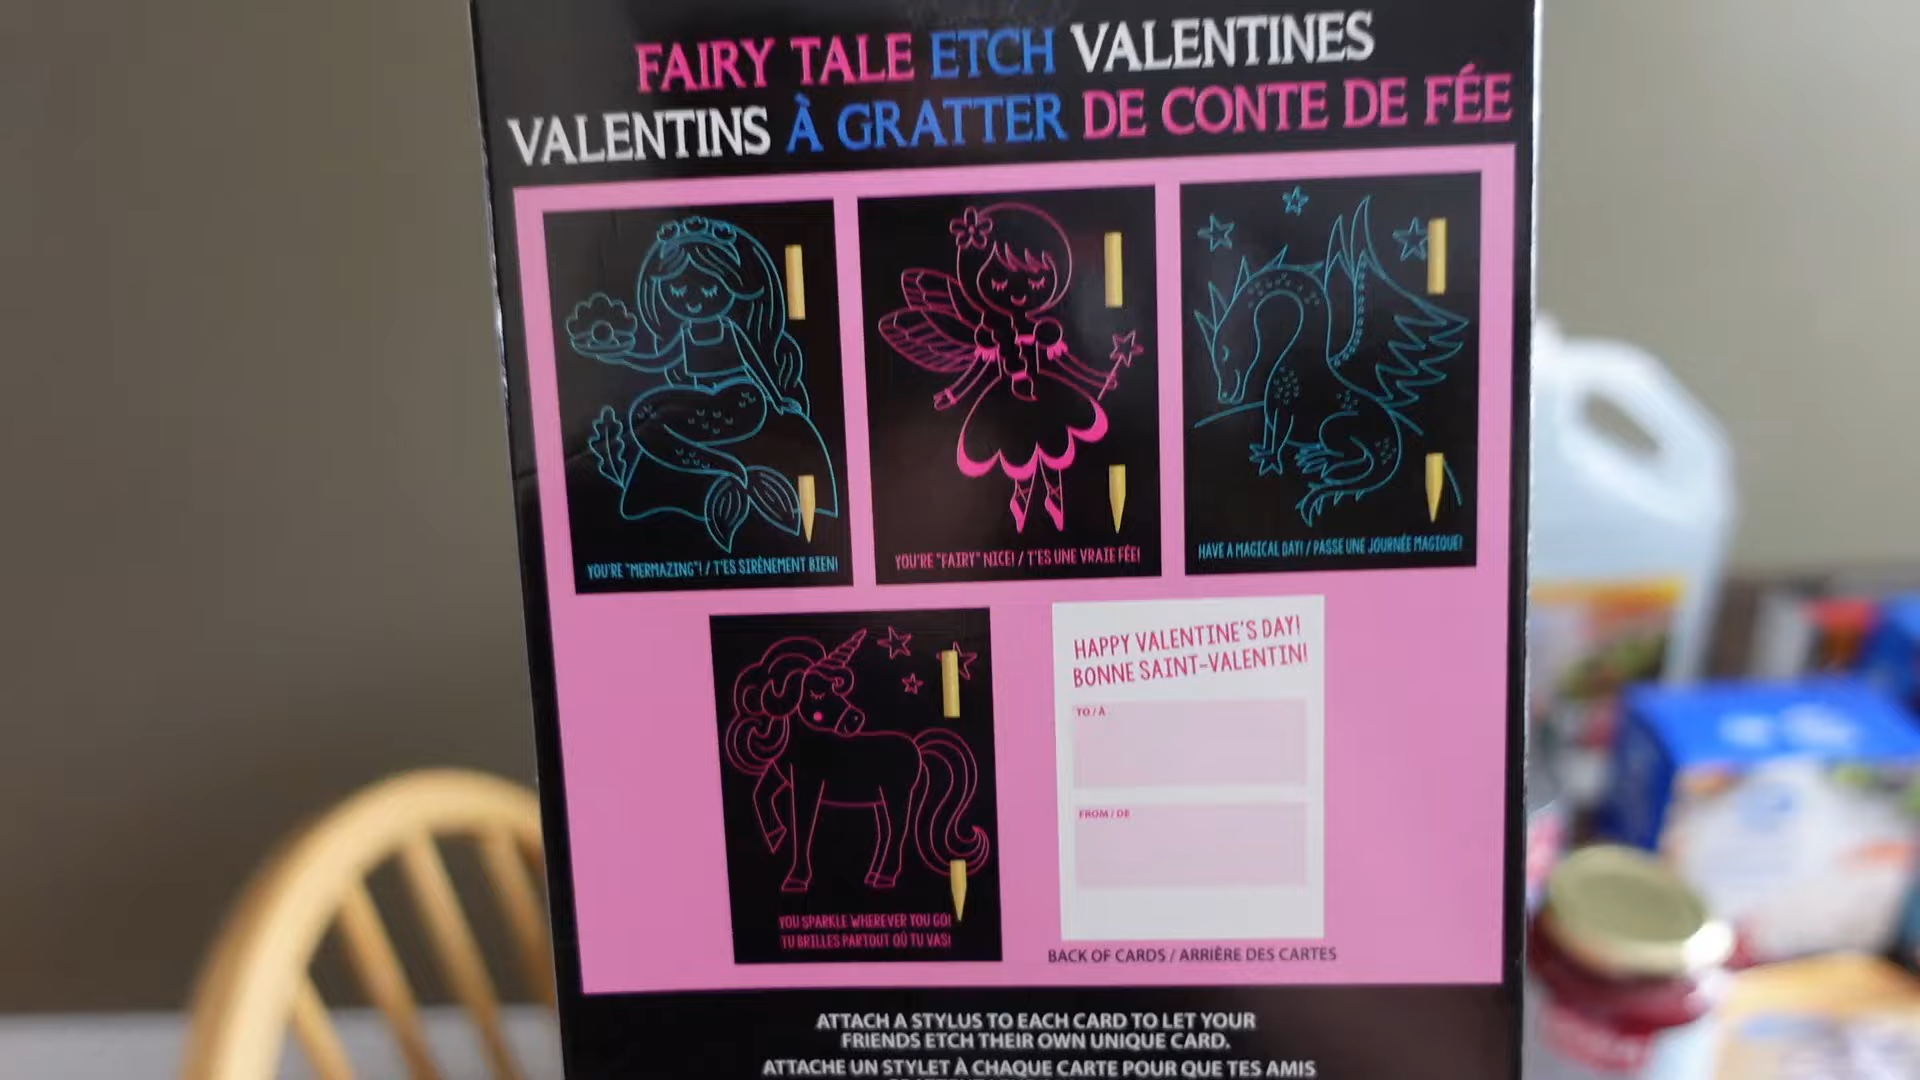 FAIRY TALE ETCH VALENTINES
VALENTINS À GRATTER DE CONTE DE FÉE
YOU'RE "MERMAZING"! / T'ES SIRÈNEMENT BIEN!
YOU'RE "FAIRY" NICE! / T'ES UNE VRAIE FÉE!
HAVE A MAGICAL DAY! / PASSE UNE JOURNÉE MAGIQUE!
YOU SPARKLE WHEREVER YOU GO!
TU BRILLES PARTOUT OÙ TU VAS!
HAPPY VALENTINE'S DAY!
BONNE SAINT-VALENTIN!
TO / À
FROM / DE
BACK OF CARDS / ARRIÈRE DES CARTES
ATTACH A STYLUS TO EACH CARD TO LET YOUR
FRIENDS ETCH THEIR OWN UNIQUE CARD.
ATTACHE UN STYLET À CHAQUE CARTE POUR QUE TES AMIS